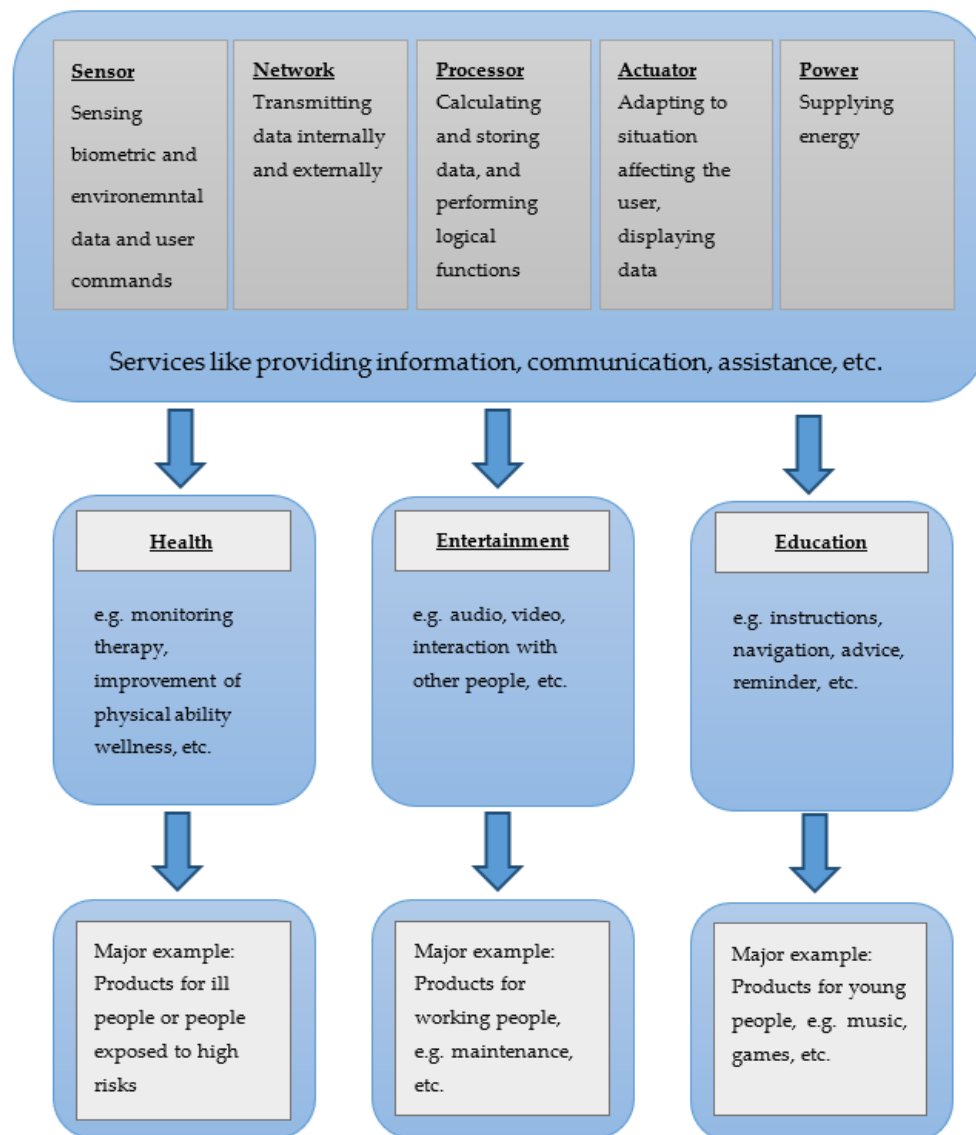 Sensor
Sensing
biometric and
environemntal
data and user
commands
Network
Transmitting
data internally
and externally
Processor
Calculating
and storing
data, and
performing
logical
functions
Actuator
Adapting to
situation
affecting the
user,
displaying
data
Power
Supplying
energy
Services like providing information, communication, assistance, etc.
Health
e.g. monitoring
therapy,
improvement of
physical ability
wellness, etc.
Entertainment
e.g. audio, video,
interaction with
other people, etc.
Education
e.g. instructions,
navigation, advice,
reminder, etc.
Major example:
Products for ill
people or people
exposed to high
risks
Major example:
Products for
working people,
e.g. maintenance,
etc.
Major example:
Products for young
people, e.g. music,
games, etc.